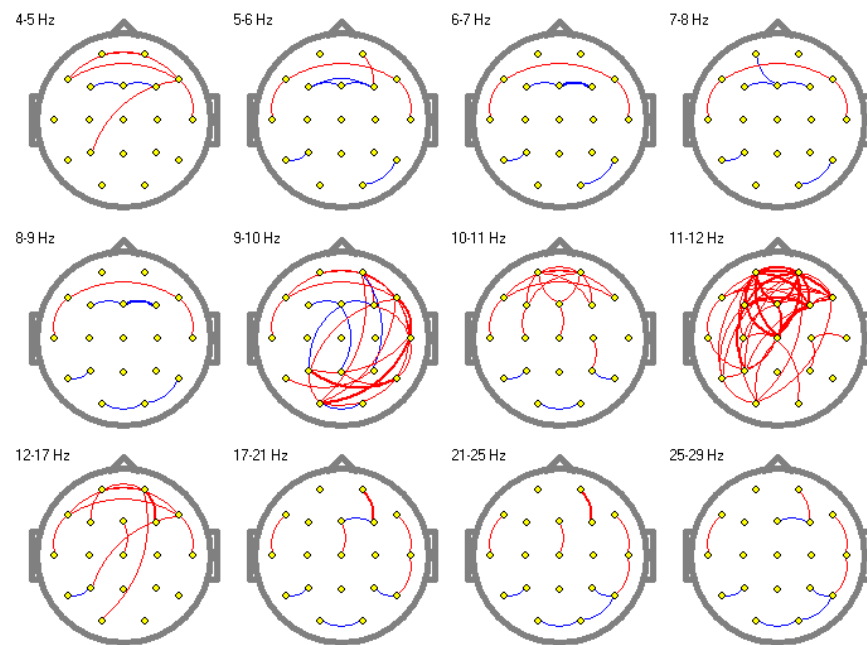 4-5 Hz
5-6 Hz
6-7 Hz
7-8 Hz
8-9 Hz
9-10 Hz
10-11 Hz
11-12 Hz
12-17 Hz
17-21 Hz
21-25 Hz
25-29 Hz